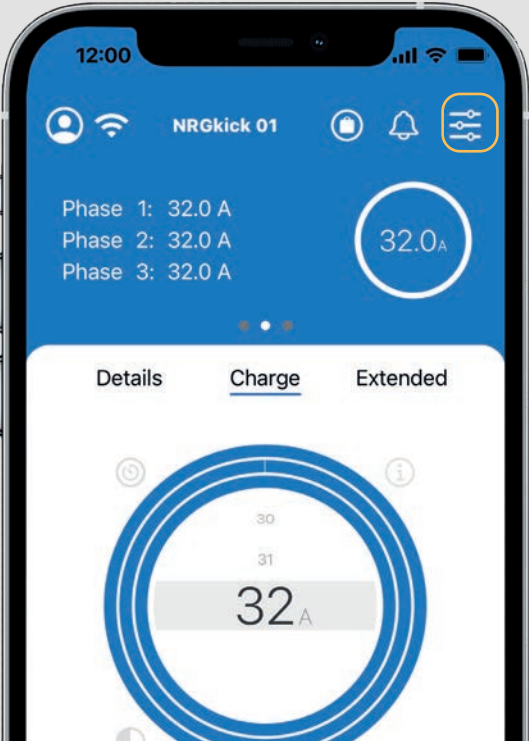 12:00
NRGkick 01
Phase 1: 32.0 A
Phase 2: 32.0 A
Phase 3: 32.0 A
32.0A
Details Charge Extended
30
31
32 A